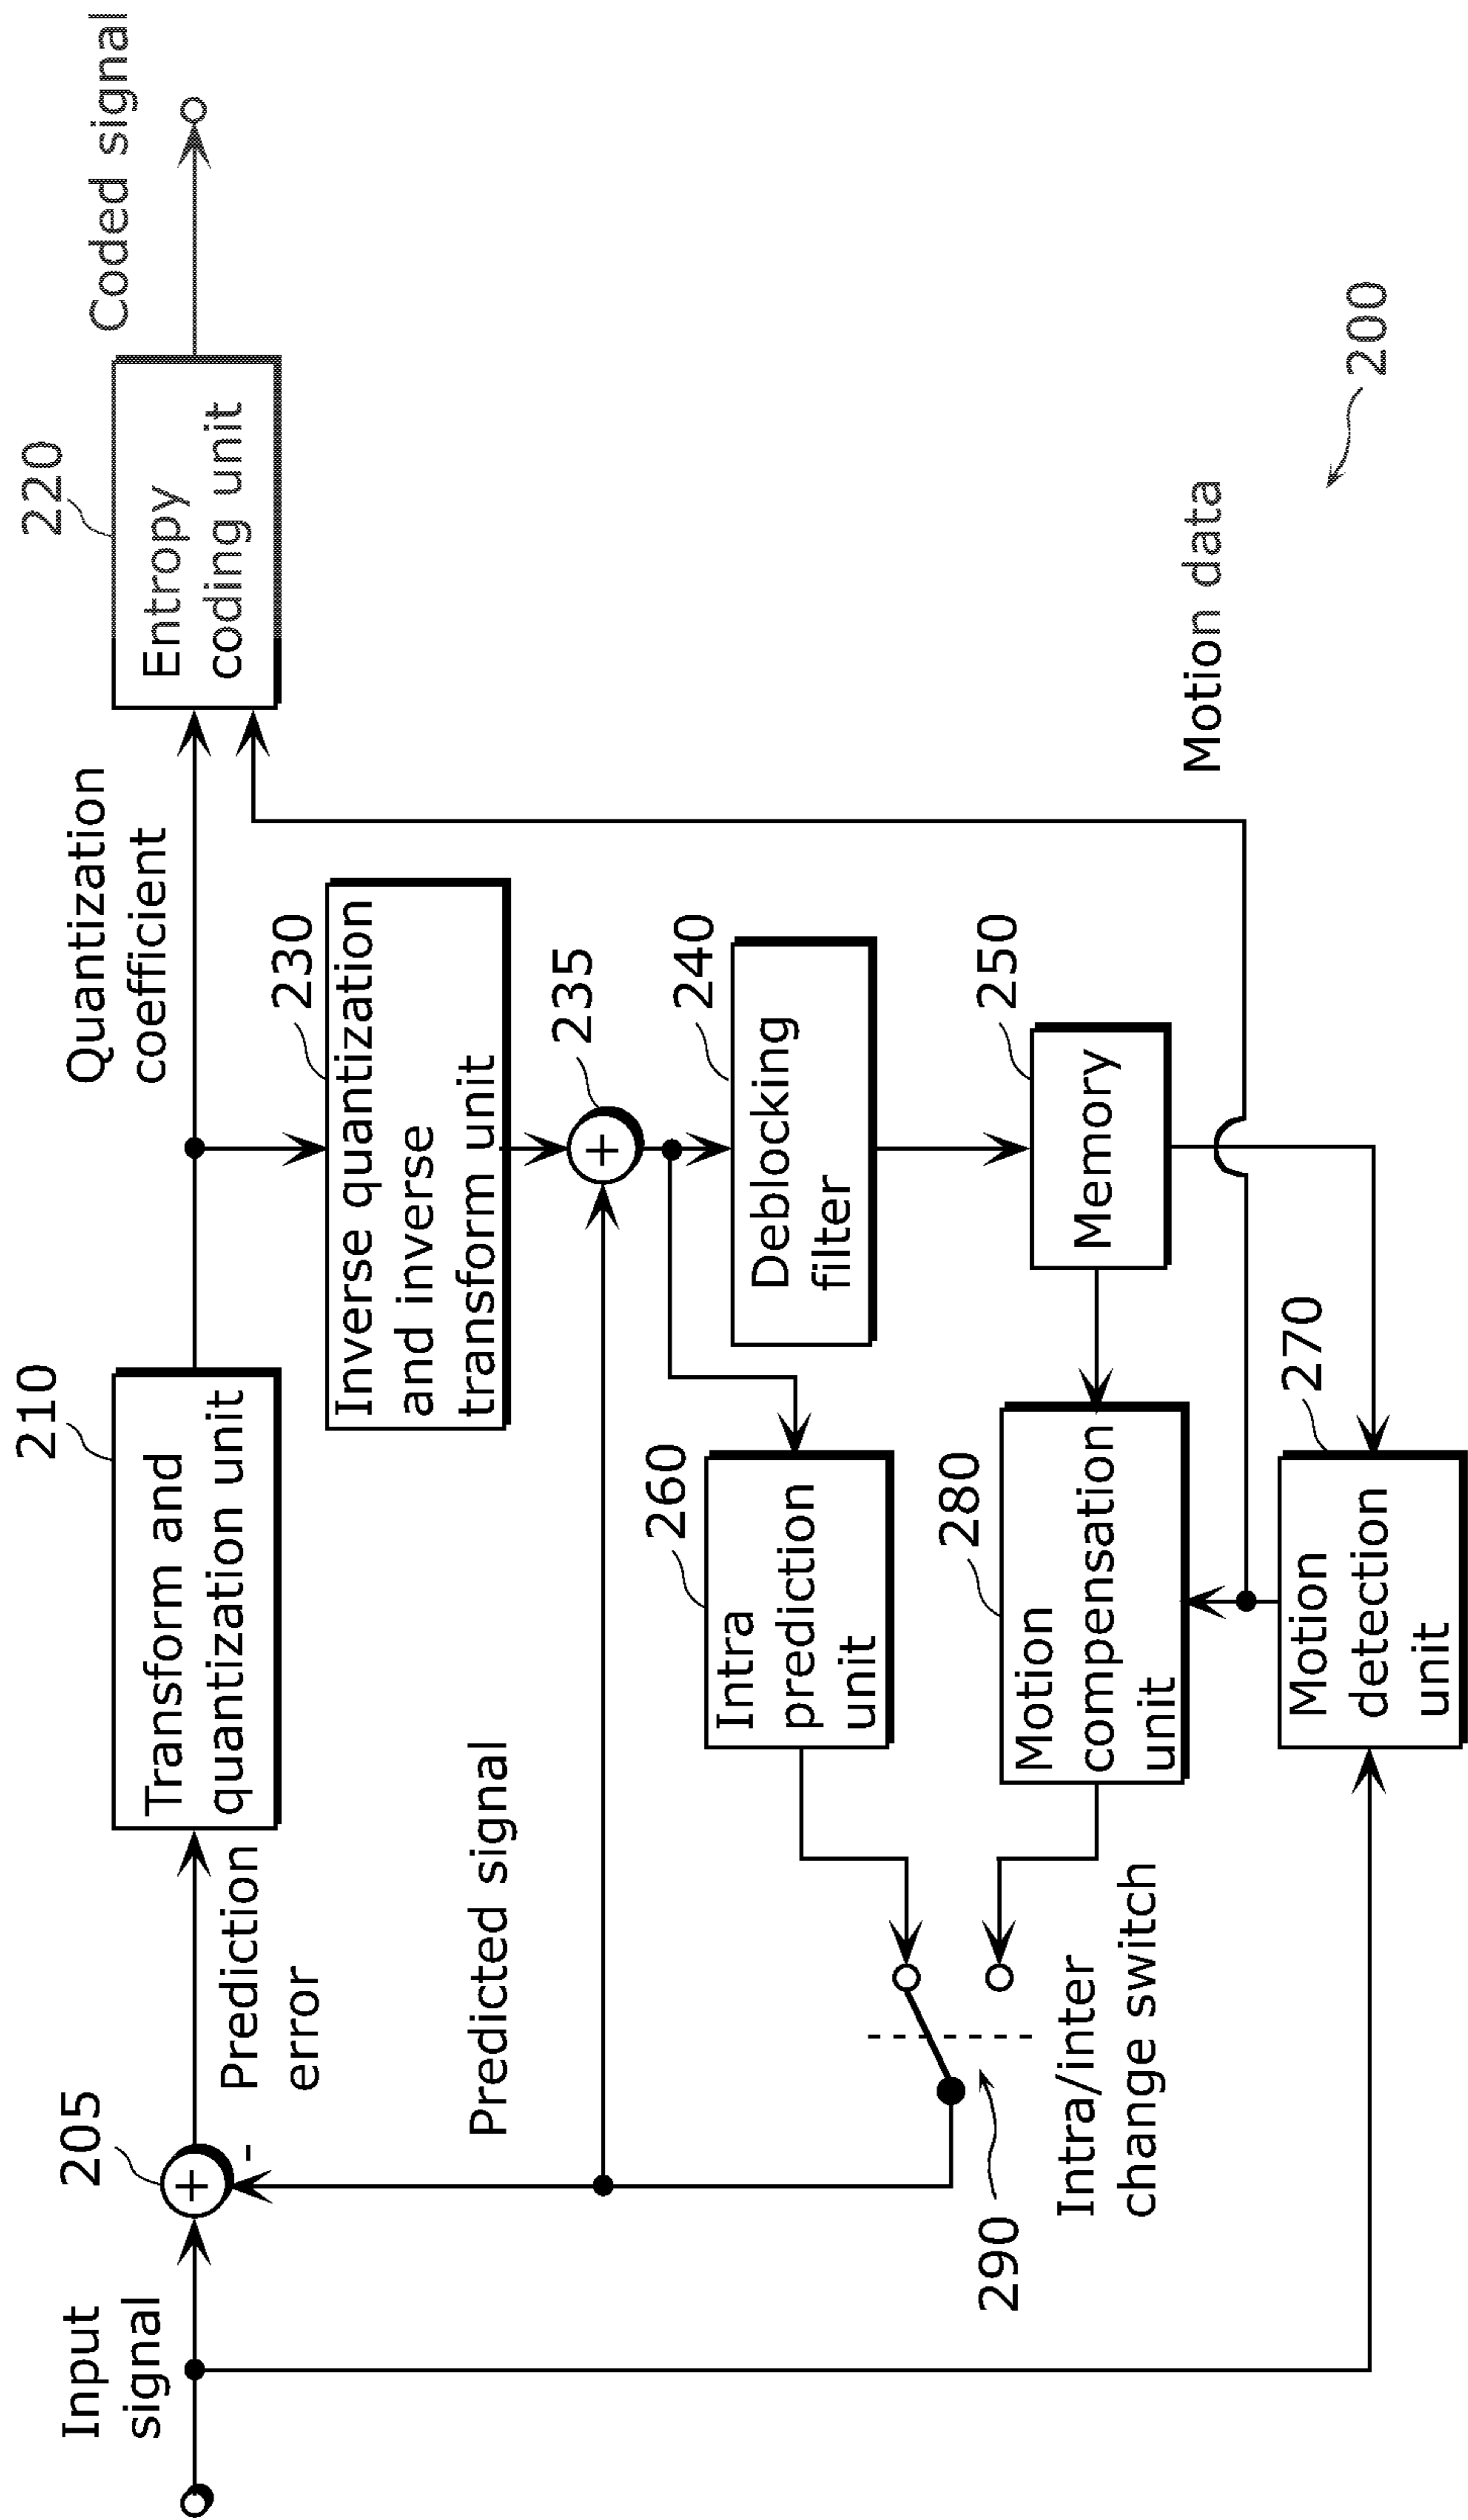 Input
signal
205
+
-
Prediction
error
210
Transform and
quantization unit
Quantization
coefficient
220
Entropy
coding unit
Coded signal
230
Inverse quantization
and inverse
transform unit
235
+
Predicted signal
240
Deblocking
filter
250
Memory
260
Intra
prediction
unit
280
Motion
compensation
unit
270
Motion
detection
unit
290
Intra/inter
change switch
Motion data
200